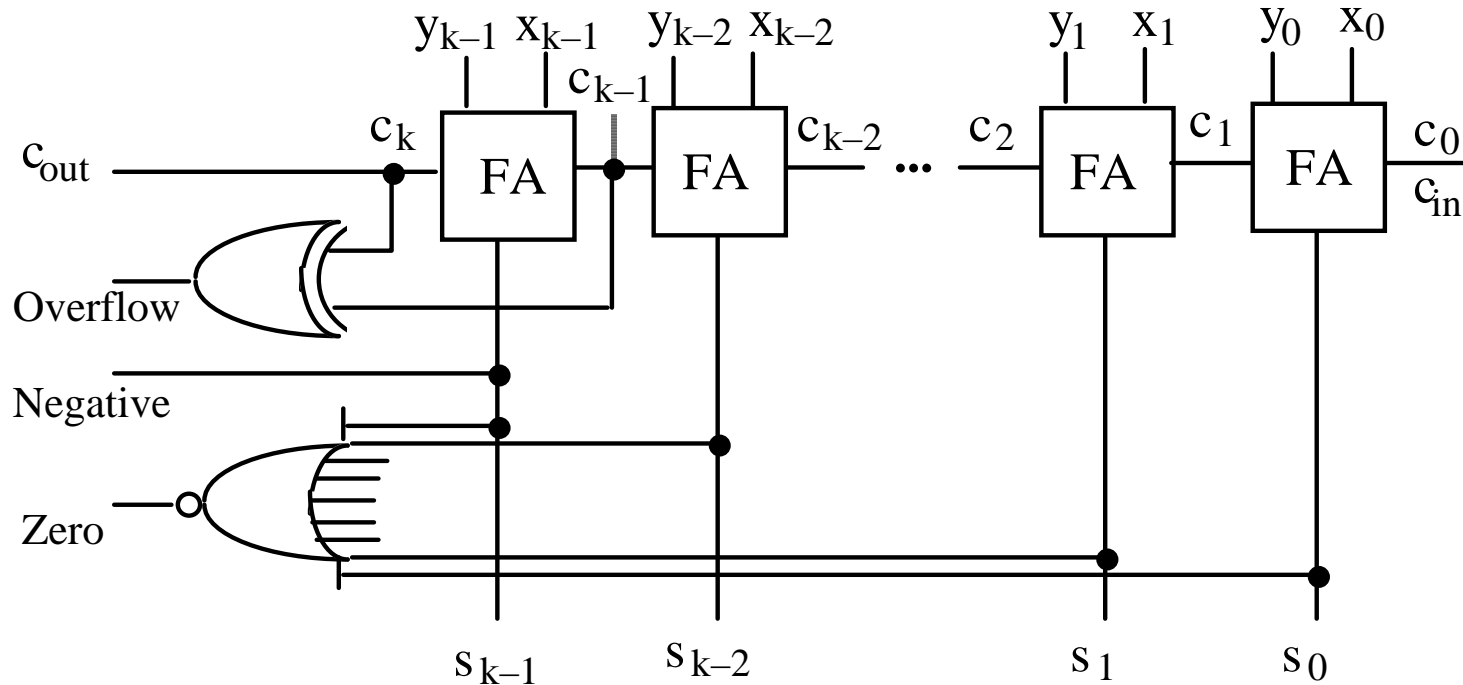 yₖ₋₁ xₖ₋₁ yₖ₋₂ xₖ₋₂ y₁ x₁ y₀ x₀
cₖ₋₁
cₒᵤₜ cₖ FA FA cₖ₋₂ ... c₂ FA c₁ FA c₀
cᵢₙ
Overflow
Negative
Zero
sₖ₋₁ sₖ₋₂ s₁ s₀